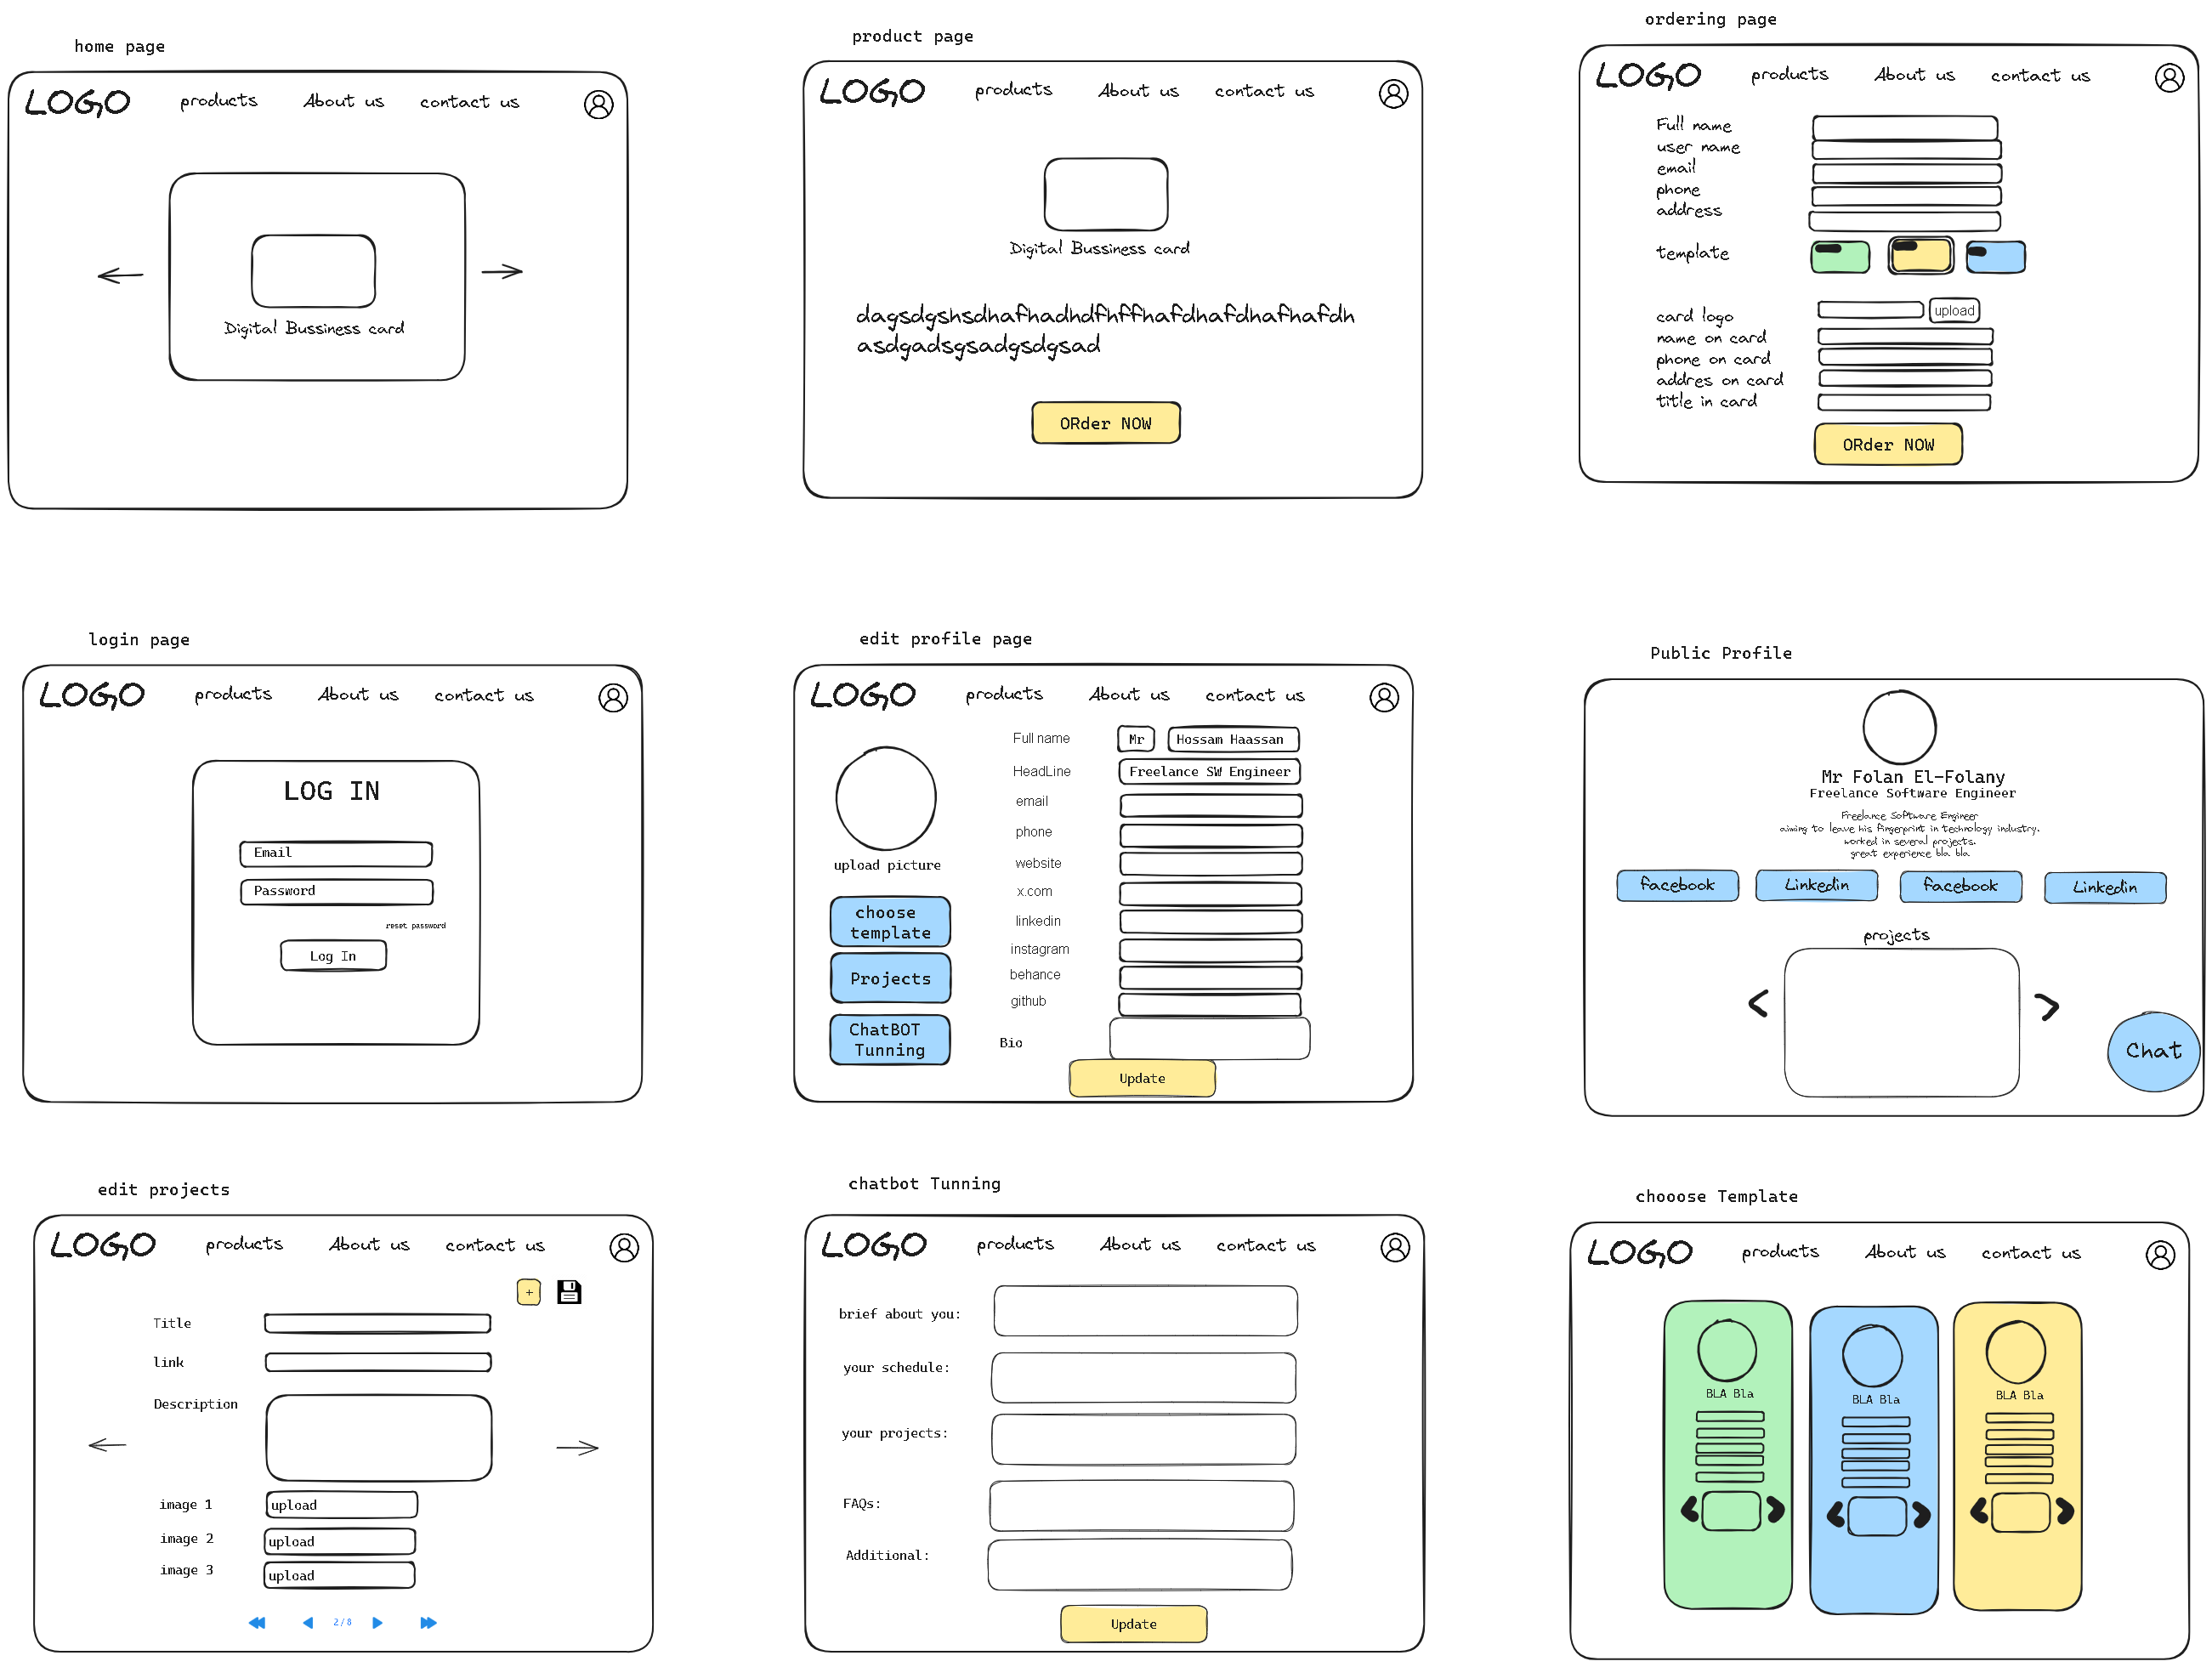 home page
LOGO
products
About us
contact us
Digital Bussiness card
product page
LOGO
products
About us
contact us
Digital Bussiness card
dagsdgshsdhafhadhdfhffhafdhafdhafhafdh
asdgadsgsadgsdgsad
ORder NOW
ordering page
LOGO
products
About us
contact us
Full name
user name
email
phone
address
template
card logo
upload
name on card
phone on card
addres on card
title in card
ORder NOW
login page
LOGO
products
About us
contact us
LOG IN
Email
Password
reset password
Log In
edit profile page
LOGO
products
About us
contact us
upload picture
choose
template
Projects
ChatBOT
Tunning
Full name
Mr
Hossam Haassan
HeadLine
Freelance SW Engineer
email
phone
website
x.com
linkedin
instagram
behance
github
Bio
Update
Public Profile
Mr Folan El-Folany
Freelance Software Engineer
Freelance Software Engineer
aiming to leave his fingerprint in technology industry.
worked in several projects.
great experience bla bla
facebook
Linkedin
facebook
Linkedin
projects
<
>
Chat
edit projects
LOGO
products
About us
contact us
+
Title
link
Description
image 1
upload
image 2
upload
image 3
upload
2/8
chatbot Tunning
LOGO
products
About us
contact us
brief about you:
your schedule:
your projects:
FAQs:
Additional:
Update
chooose Template
LOGO
products
About us
contact us
BLA Bla
BLA Bla
BLA Bla